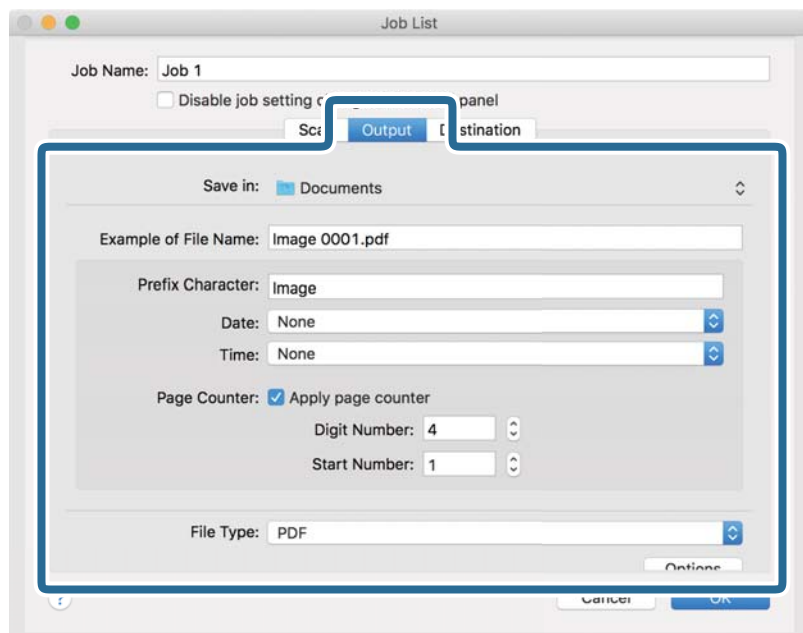 Job List
Job Name: Job 1
Disable job setting panel
Output
Save in: Documents
Example of File Name: Image 0001.pdf
Prefix Character: Image
Date: None
Time: None
Page Counter: Apply page counter
Digit Number: 4
Start Number: 1
File Type: PDF
Options
?
Cancel OK